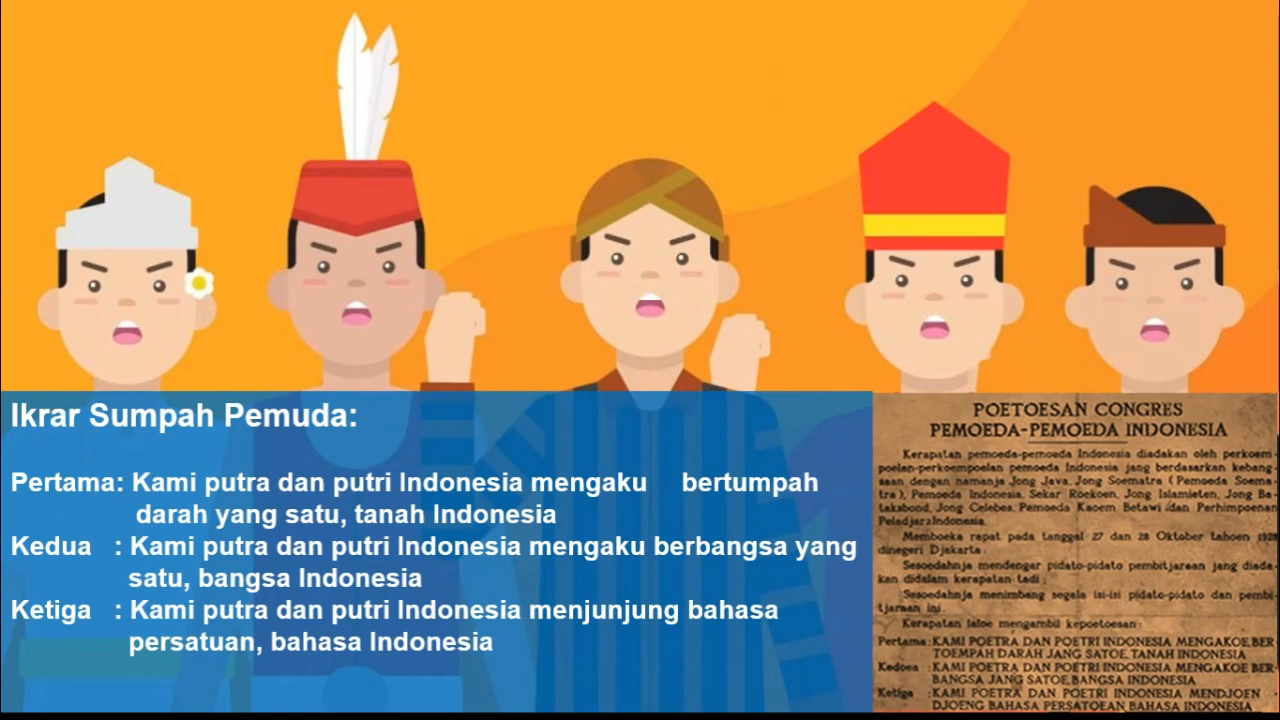 Ikrar Sumpah Pemuda:
Pertama: Kami putra dan putri Indonesia mengaku bertumpah
darah yang satu, tanah Indonesia
Kedua : Kami putra dan putri Indonesia mengaku berbangsa yang
satu, bangsa Indonesia
Ketiga : Kami putra dan putri Indonesia menjunjung bahasa
persatuan, bahasa Indonesia
POETOESAN CONGRES
PEMOEDA-PEMOEDA INDONESIA
Kerapatan pemoeda-pemoeda Indonesia diadakan oleh perkoem-
poelan-perkoempoelan pemoeda Indonesia jang berdasarkan kebang-
saan dengan namanja Jong Java, Jong Soematra (Pemoeda Soema-
tra), Pemoeda Indonesia, Sekar Roekoen, Jong Islamieten, Jong Ba-
taksbond, Jong Celebes, Pemoeda Kaoem Betawi dan Perhimpoenan
Peladjar2 Indonesia.
Memboeka rapat pada tanggal 27 dan 28 Oktober tahoen 1928
dinegeri Djakarta;
Sesoedahnja mendengar pidato-pidato pembitjaraan jang diada-
kan didalam kerapatan tadi;
Sesoedahnja menimbang segala isi-isi pidato-pidato dan pembi-
tjaraan ini.
Kerapatan laloe mengambil kepoetoesan:
Pertama: KAMI POETRA DAN POETRI INDONESIA MENGAKOE BER-
TOEMPAH DARAH JANG SATOE, TANAH INDONESIA
Kedoea : KAMI POETRA DAN POETRI INDONESIA MENGAKOE BER-
BANGSA JANG SATOE, BANGSA INDONESIA
Ketiga : KAMI POETRA DAN POETRI INDONESIA MENDJOEN-
DJOENG BAHASA PERSATOEAN, BAHASA INDONESIA